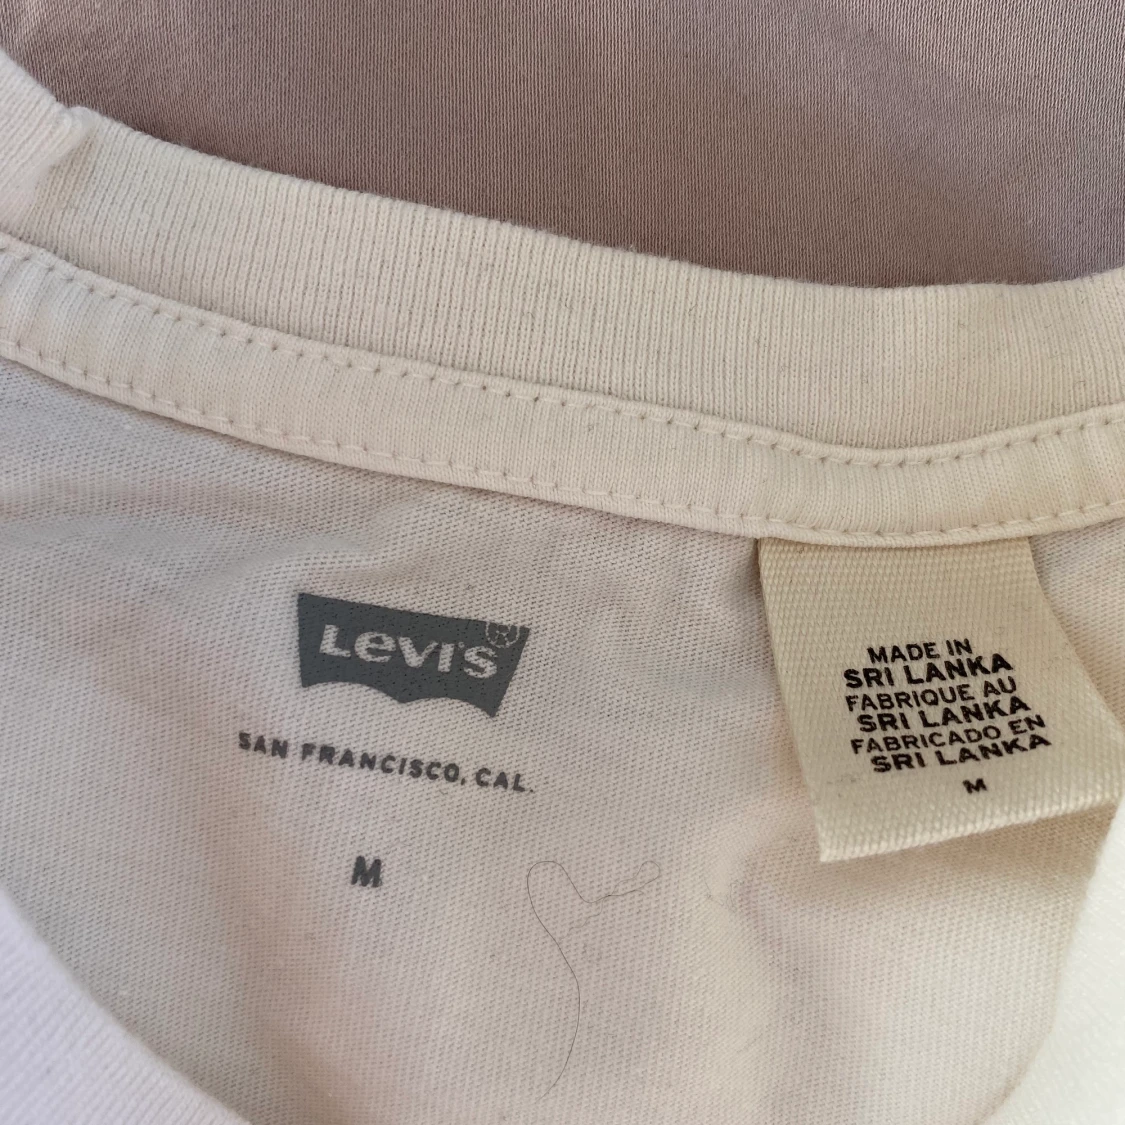 Levi's®
SAN FRANCISCO, CAL.
M
MADE IN
SRI LANKA
FABRIQUE AU
SRI LANKA
FABRICADO EN
SRI LANKA
M